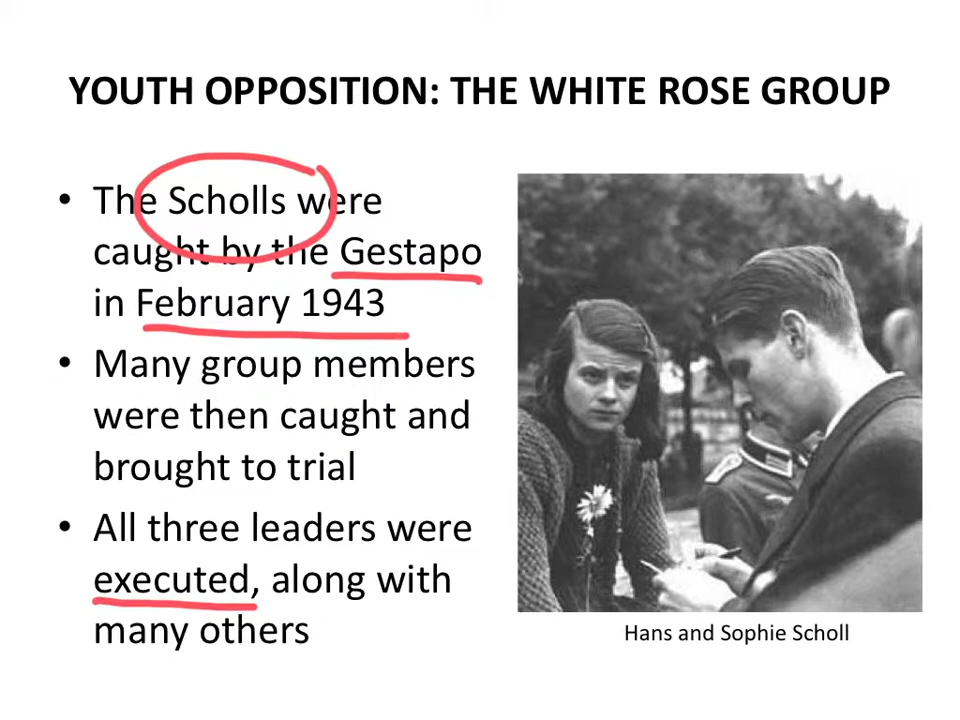 YOUTH OPPOSITION: THE WHITE ROSE GROUP
• The Scholls were
caught by the Gestapo
in February 1943
• Many group members
were then caught and
brought to trial
• All three leaders were
executed, along with
many others
Hans and Sophie Scholl